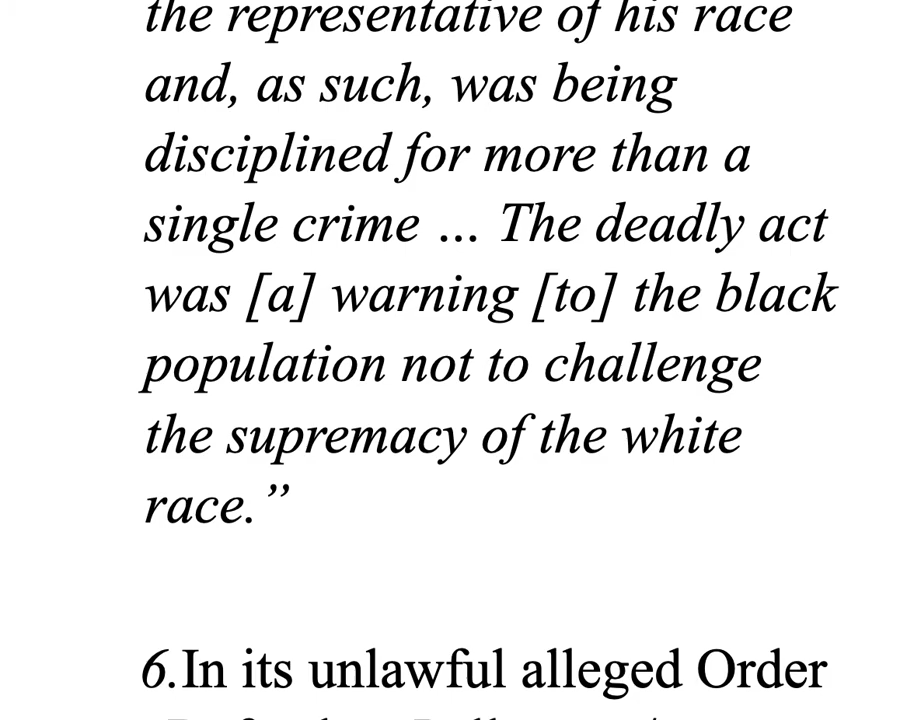 the representative of his race
and, as such, was being
disciplined for more than a
single crime ... The deadly act
was [a] warning [to] the black
population not to challenge
the supremacy of the white
race.”
6.In its unlawful alleged Order